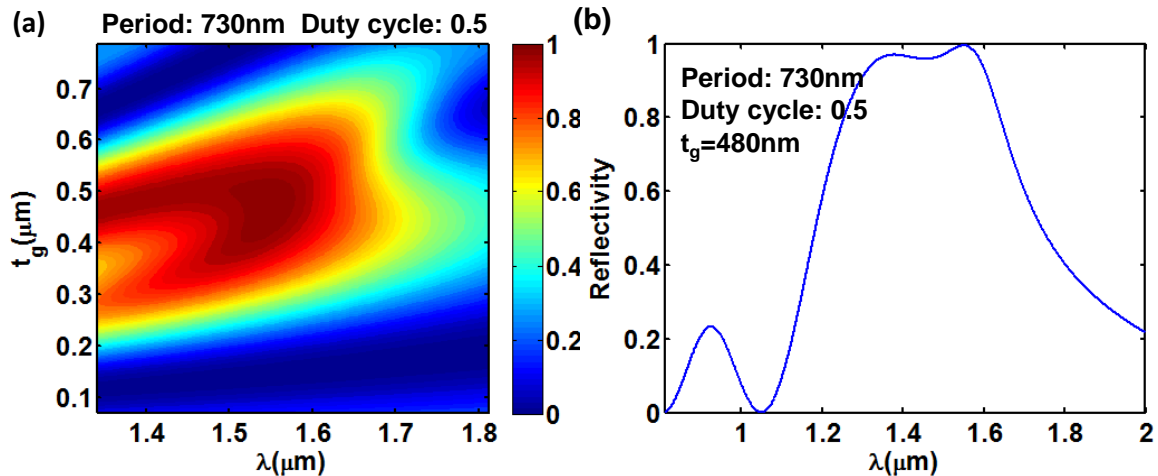 (a) Period: 730nm Duty cycle: 0.5
0.7
0.6
0.5
0.4
0.3
0.2
0.1
t_g(μm)
1.4 1.5 1.6 1.7 1.8
λ(μm)
1
0.8
0.6
0.4
0.2
0
(b)
Period: 730nm
Duty cycle: 0.5
t_g=480nm
Reflectivity
1
0.8
0.6
0.4
0.2
0
1 1.2 1.4 1.6 1.8 2
λ(μm)